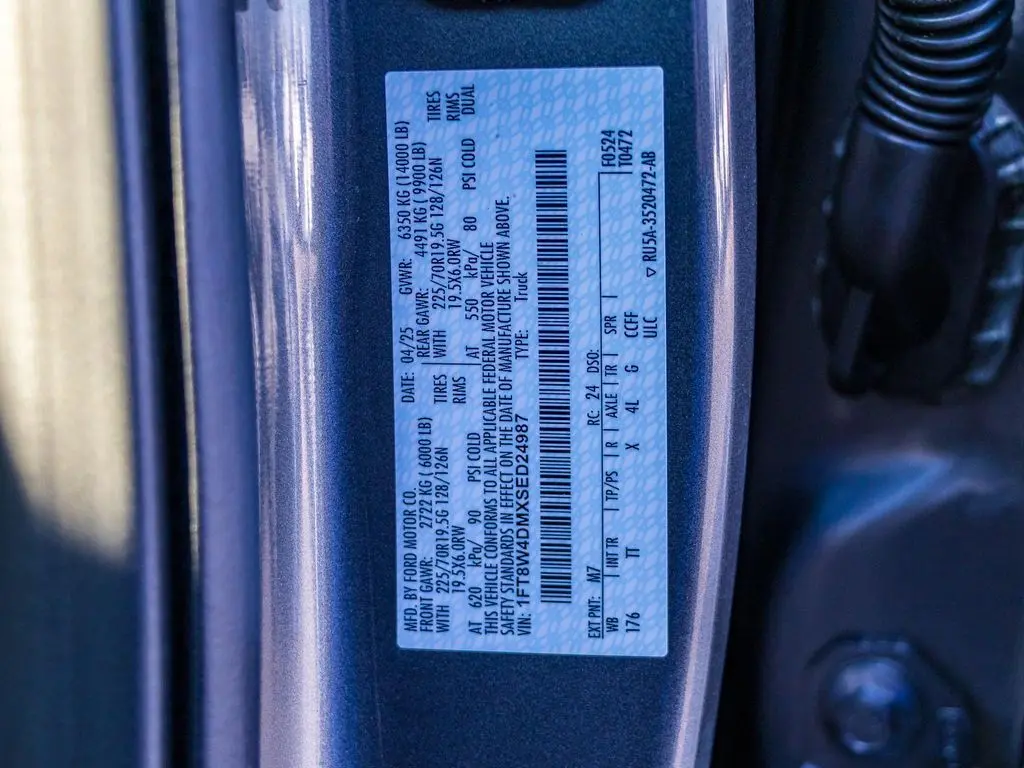 MFD. BY FORD MOTOR CO.
DATE: 04/25 GVWR: 6350 KG (14000 LB)
FRONT GAWR: 2722 KG ( 6000 LB)
REAR GAWR: 4491 KG ( 9900 LB)
WITH 225/70R19.5G 128/126N TIRES
WITH 225/70R19.5G 128/126N TIRES
19.5X6.0RW RIMS
19.5X6.0RW RIMS
AT 620 kPa/ 90 PSI COLD
AT 550 kPa/ 80 PSI COLD DUAL
THIS VEHICLE CONFORMS TO ALL APPLICABLE FEDERAL MOTOR VEHICLE
SAFETY STANDARDS IN EFFECT ON THE DATE OF MANUFACTURE SHOWN ABOVE.
VIN: 1FT8W4DMXSED24987 TYPE: Truck
EXT PNT: M7 RC: 24 DSO:
WB INT TR TP/PS R AXLE TR SPR F0524
T0472
176 TT X 4L G CCFF
ULC ▽ RU5A-3520472-AB